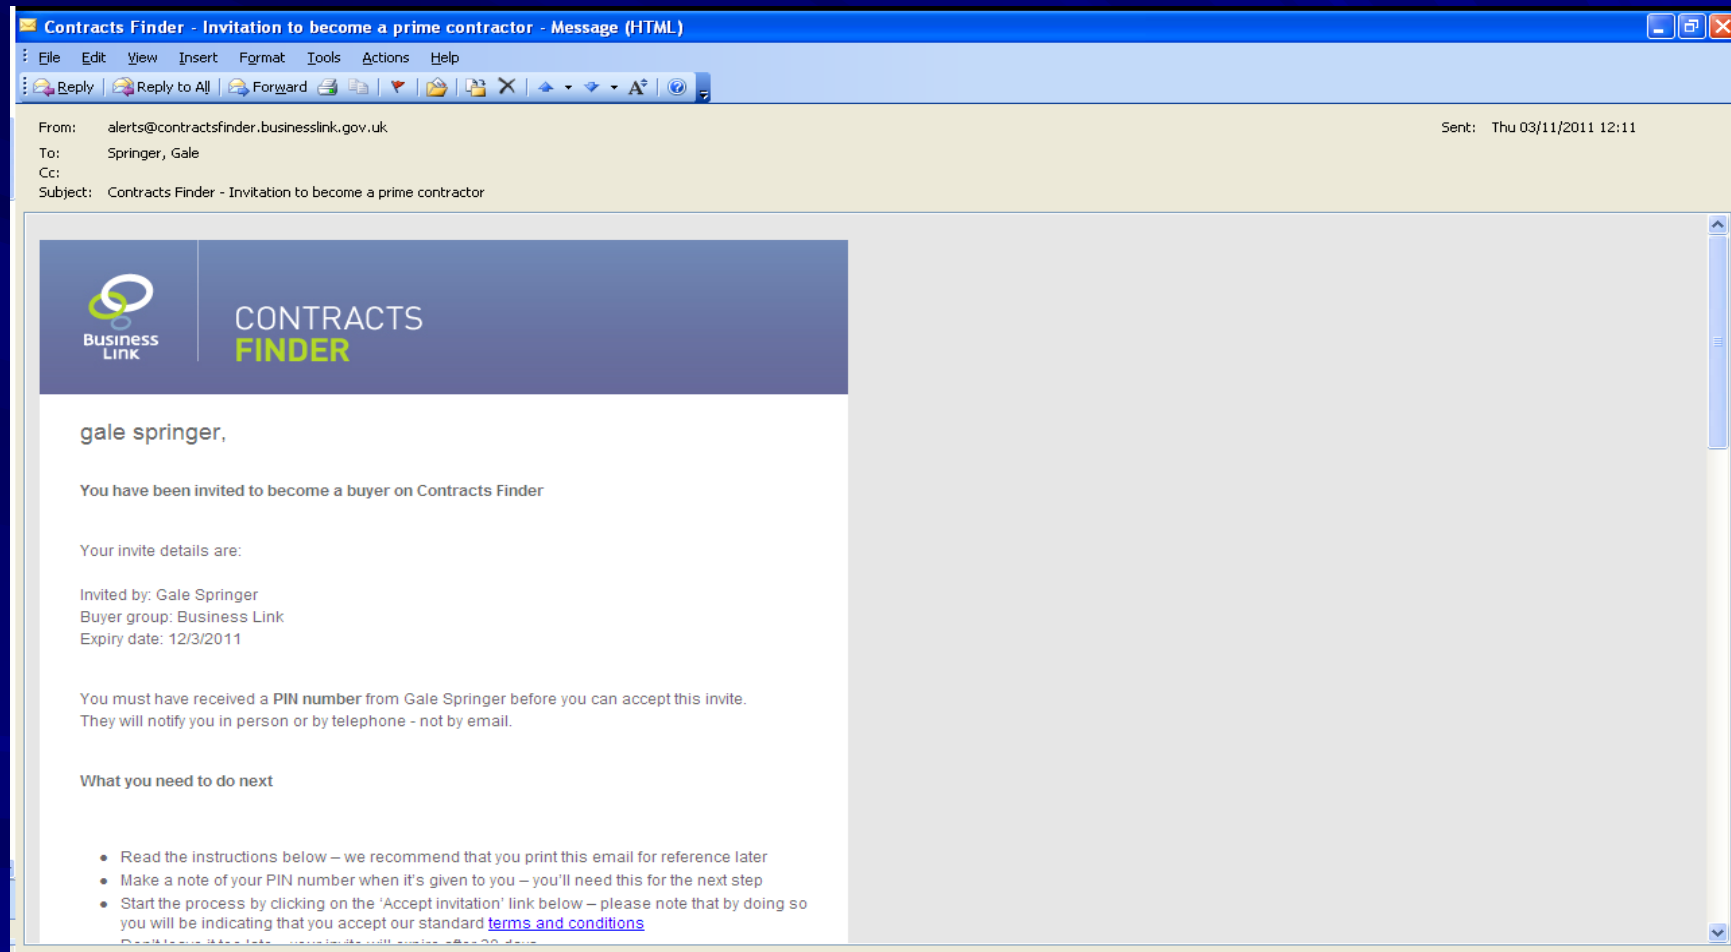 Contracts Finder - Invitation to become a prime contractor - Message (HTML)
File Edit View Insert Format Tools Actions Help
Reply Reply to All Forward
From: alerts@contractsfinder.businesslink.gov.uk Sent: Thu 03/11/2011 12:11
To: Springer, Gale
Cc:
Subject: Contracts Finder - Invitation to become a prime contractor
Business
Link
CONTRACTS
FINDER
gale springer,
You have been invited to become a buyer on Contracts Finder
Your invite details are:
Invited by: Gale Springer
Buyer group: Business Link
Expiry date: 12/3/2011
You must have received a PIN number from Gale Springer before you can accept this invite.
They will notify you in person or by telephone - not by email.
What you need to do next
• Read the instructions below – we recommend that you print this email for reference later
• Make a note of your PIN number when it's given to you – you'll need this for the next step
• Start the process by clicking on the 'Accept invitation' link below – please note that by doing so
you will be indicating that you accept our standard terms and conditions